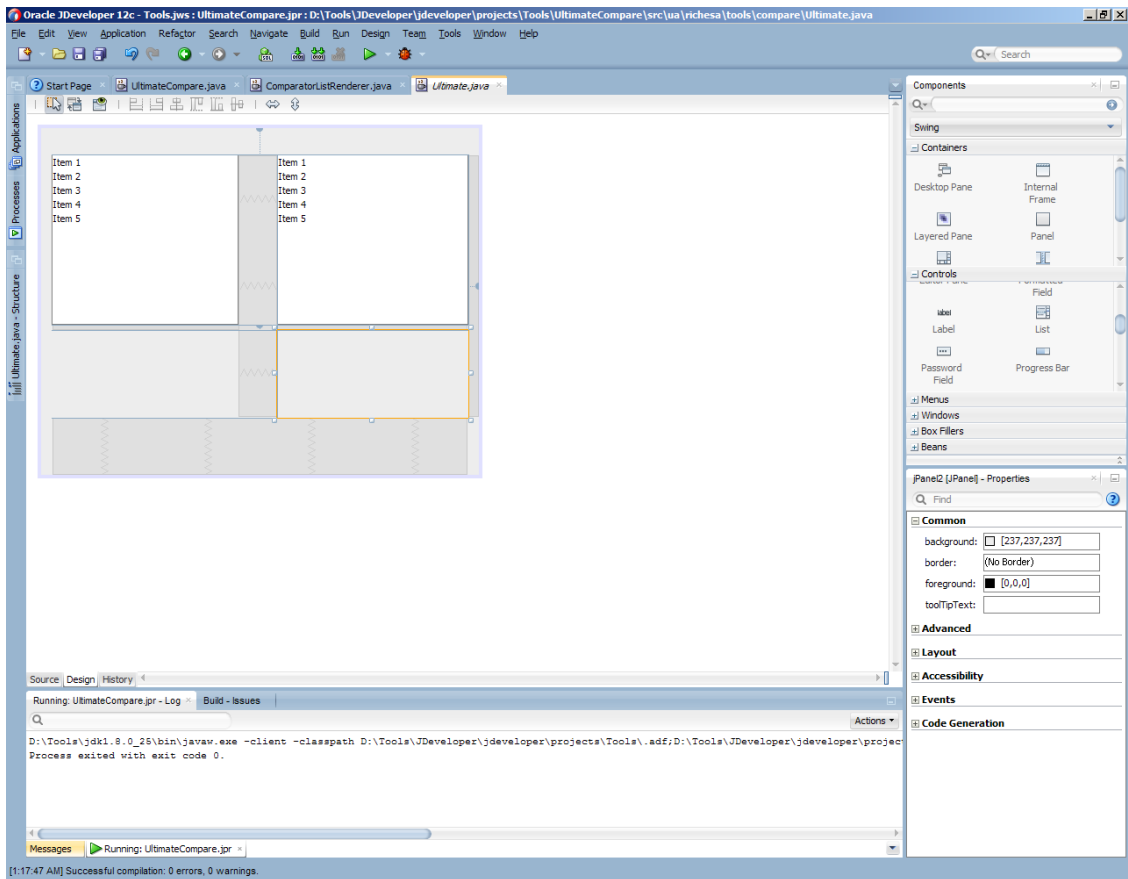 Oracle JDeveloper 12c - Tools.jws : UltimateCompare.jpr : D:\Tools\JDeveloper\jdeveloper\projects\Tools\UltimateCompare\src\ua\richesa\tools\compare\Ultimate.java
File Edit View Application Refactor Search Navigate Build Run Design Team Tools Window Help
Search
Start Page UltimateCompare.java ComparatorListRenderer.java Ultimate.java
Applications
Processes
Ultimate.java - Structure
Item 1
Item 2
Item 3
Item 4
Item 5
Item 1
Item 2
Item 3
Item 4
Item 5
Source Design History
Components
Swing
Containers
Desktop Pane Internal Frame
Layered Pane Panel
Controls
Field
label
Label List
Password Field Progress Bar
Menus
Windows
Box Fillers
Beans
jPanel2 [JPanel] - Properties
Find
Common
background: [237,237,237]
border: (No Border)
foreground: [0,0,0]
toolTipText:
Advanced
Layout
Accessibility
Events
Code Generation
Running: UltimateCompare.jpr - Log Build - Issues
Actions
D:\Tools\jdk1.8.0_25\bin\javaw.exe -client -classpath D:\Tools\JDeveloper\jdeveloper\projects\Tools\.adf;D:\Tools\JDeveloper\jdeveloper\projec
Process exited with exit code 0.
Messages Running: UltimateCompare.jpr
[1:17:47 AM] Successful compilation: 0 errors, 0 warnings.